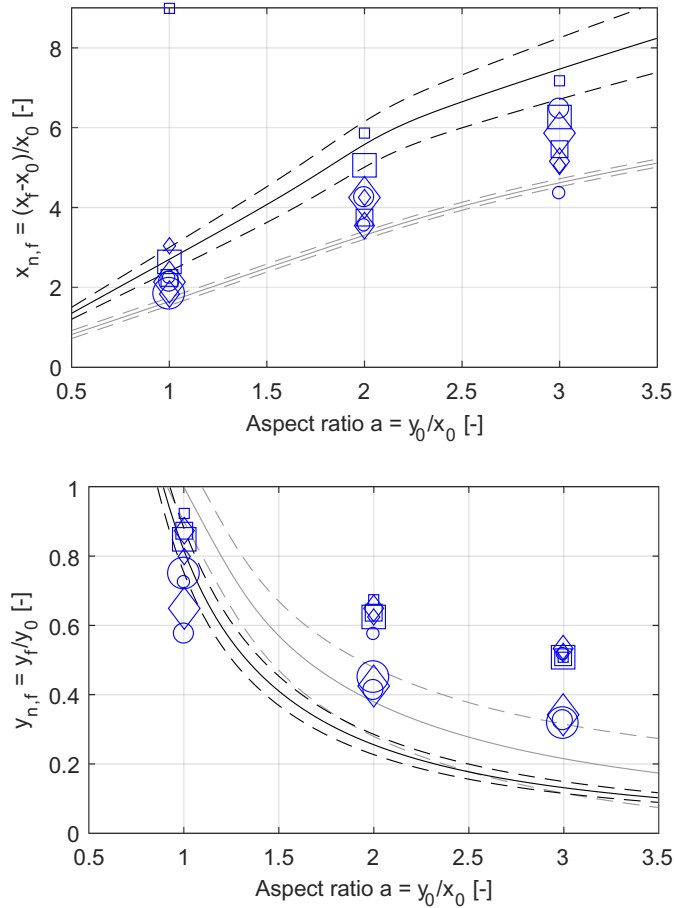 8
6
4
2
0
x_{n,f} = (x_f-x_0)/x_0 [-]
0.5 1 1.5 2 2.5 3 3.5
Aspect ratio a = y_0/x_0 [-]
1
0.8
0.6
0.4
0.2
0
y_{n,f} = y_f/y_0 [-]
0.5 1 1.5 2 2.5 3 3.5
Aspect ratio a = y_0/x_0 [-]